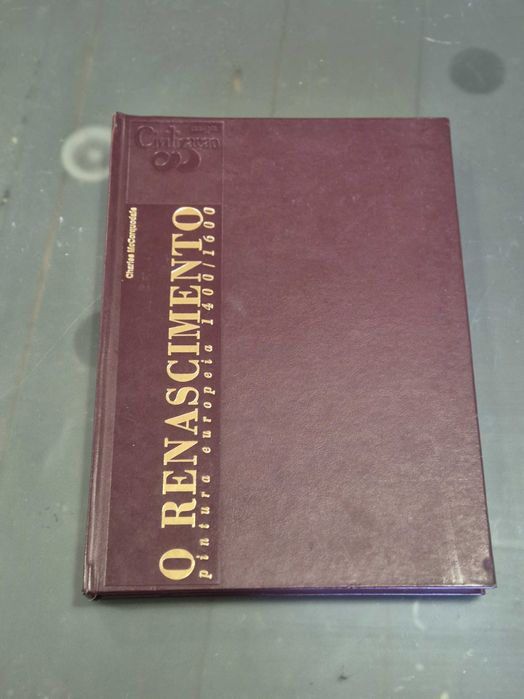 Civilização
Charles McCorquodale
O RENASCIMENTO
pintura europeia 1400/1600